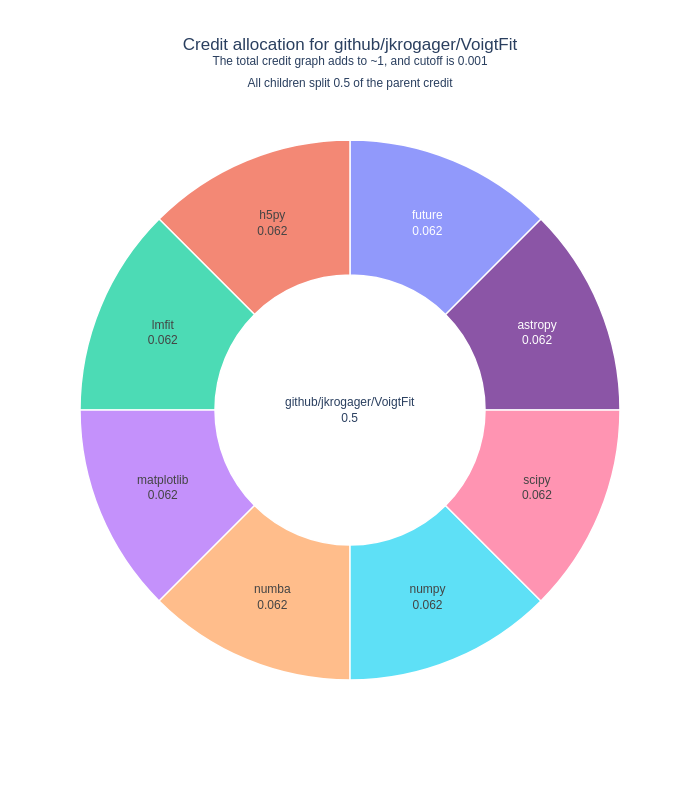 Credit allocation for github/jkrogager/VoigtFit
The total credit graph adds to ~1, and cutoff is 0.001
All children split 0.5 of the parent credit
h5py
0.062
future
0.062
lmfit
0.062
astropy
0.062
github/jkrogager/VoigtFit
0.5
matplotlib
0.062
scipy
0.062
numba
0.062
numpy
0.062